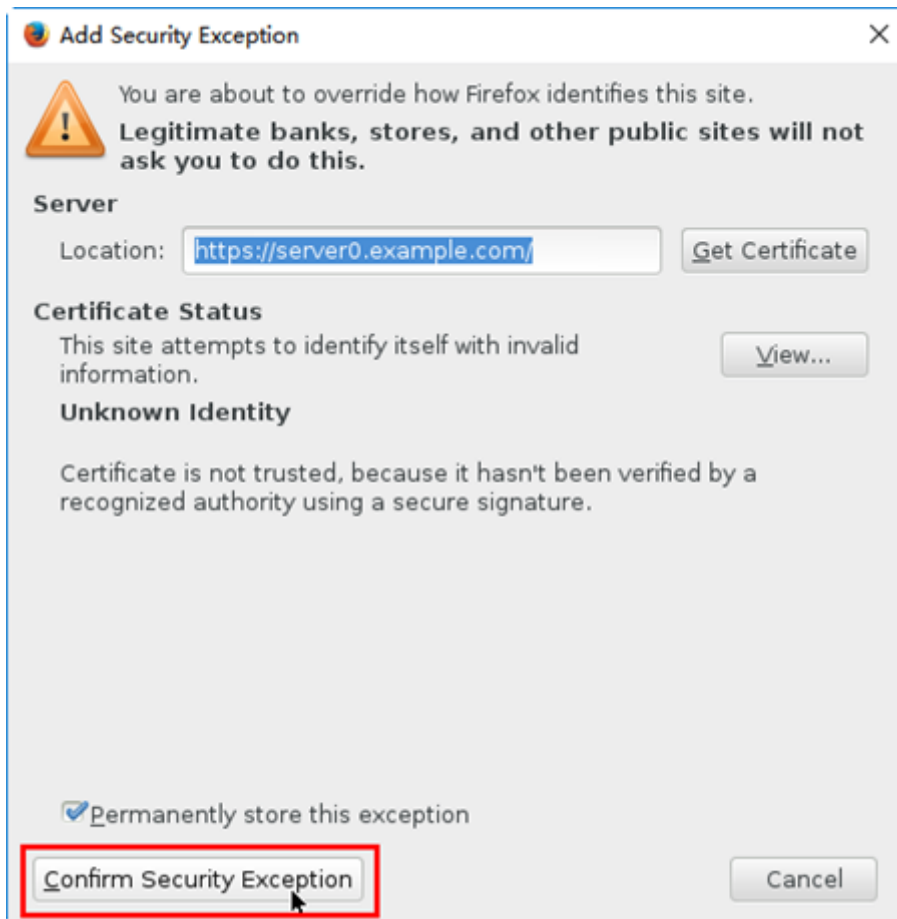 Add Security Exception
You are about to override how Firefox identifies this site.
Legitimate banks, stores, and other public sites will not
ask you to do this.
Server
Location: https://server0.example.com/ Get Certificate
Certificate Status
This site attempts to identify itself with invalid
information.
View...
Unknown Identity
Certificate is not trusted, because it hasn't been verified by a
recognized authority using a secure signature.
Permanently store this exception
Confirm Security Exception Cancel